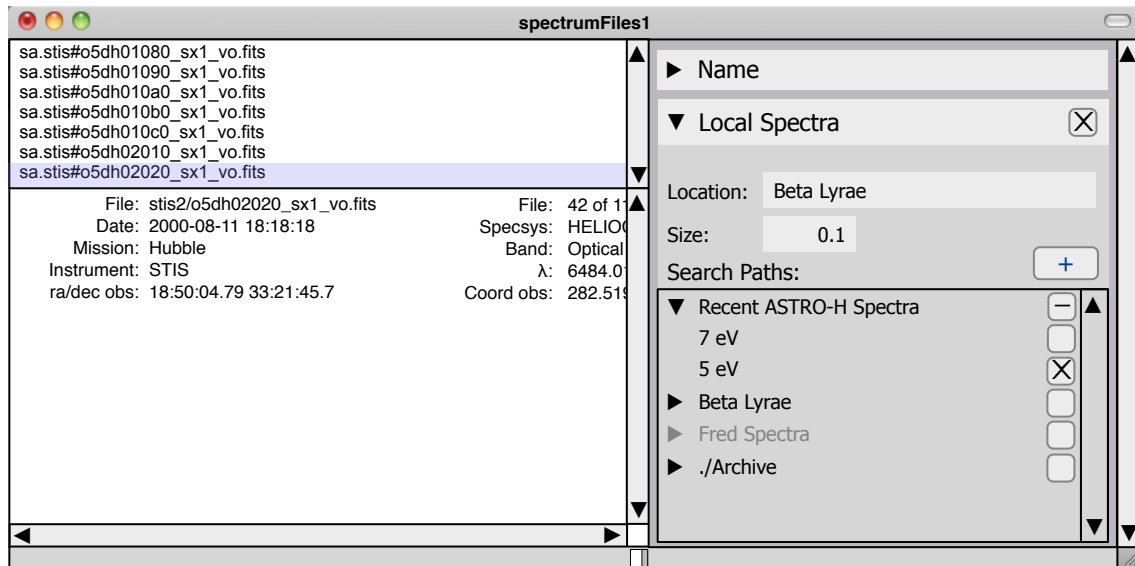 spectrumFiles1
sa.stis#o5dh01080_sx1_vo.fits
sa.stis#o5dh01090_sx1_vo.fits
sa.stis#o5dh010a0_sx1_vo.fits
sa.stis#o5dh010b0_sx1_vo.fits
sa.stis#o5dh010c0_sx1_vo.fits
sa.stis#o5dh02010_sx1_vo.fits
sa.stis#o5dh02020_sx1_vo.fits
File: stis2/o5dh02020_sx1_vo.fits File: 42 of 11
Date: 2000-08-11 18:18:18 Specsys: HELIOC
Mission: Hubble Band: Optical
Instrument: STIS λ: 6484.01
ra/dec obs: 18:50:04.79 33:21:45.7 Coord obs: 282.519
Name
Local Spectra X
Location: Beta Lyrae
Size: 0.1
Search Paths: +
Recent ASTRO-H Spectra −
7 eV
5 eV X
Beta Lyrae
Fred Spectra
./Archive